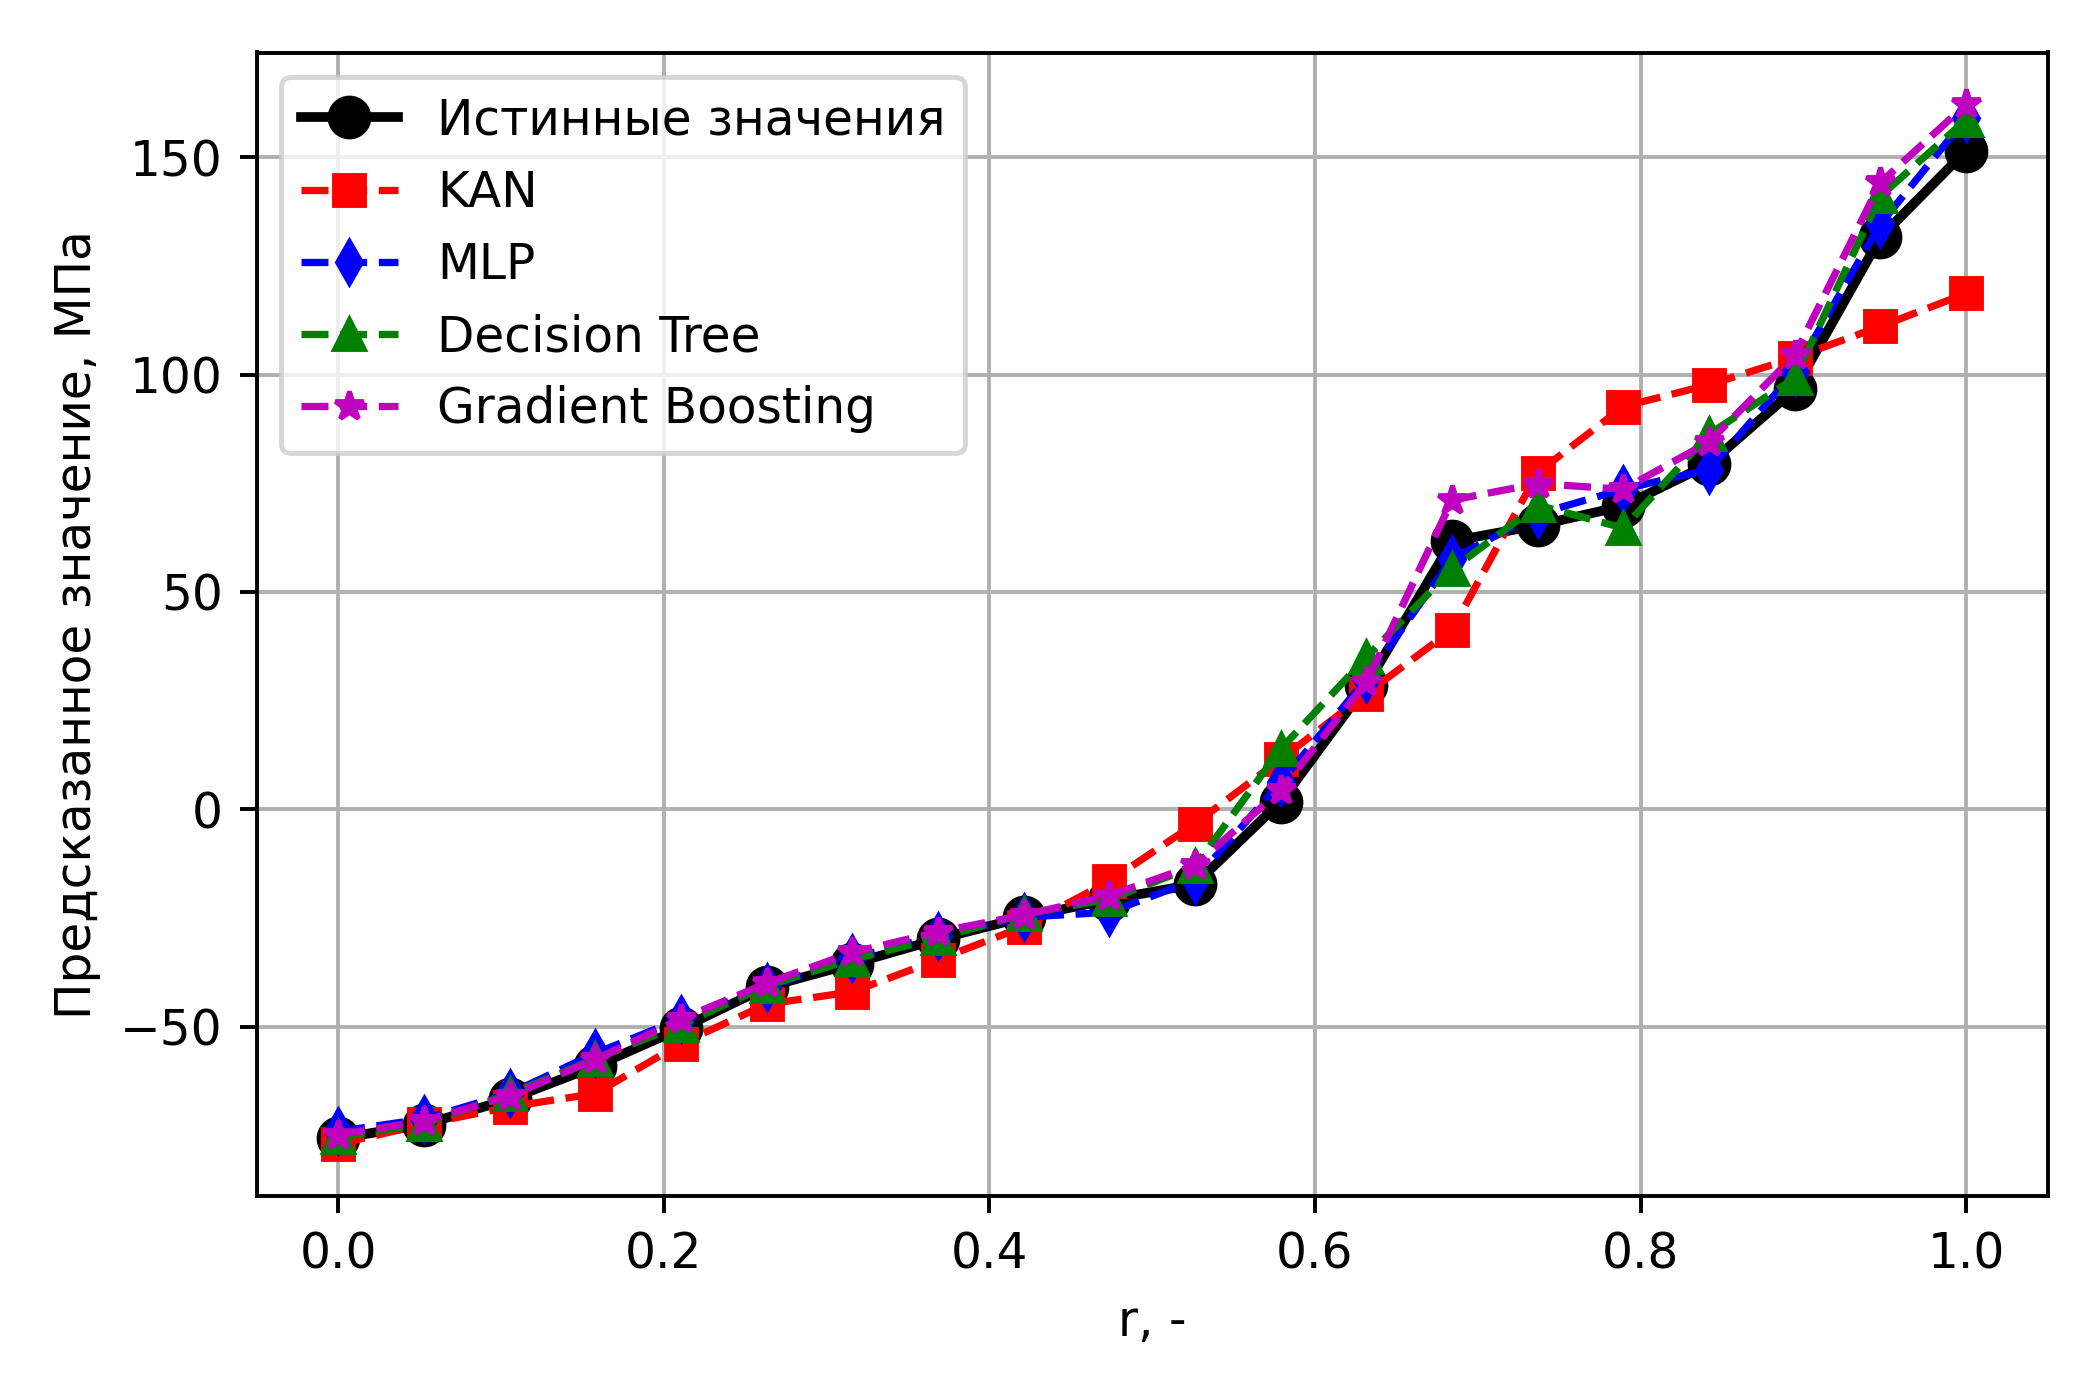 Истинные значения
KAN
MLP
Decision Tree
Gradient Boosting
Предсказанное значение, МПа
150
100
50
0
−50
0.0 0.2 0.4 0.6 0.8 1.0
r, -